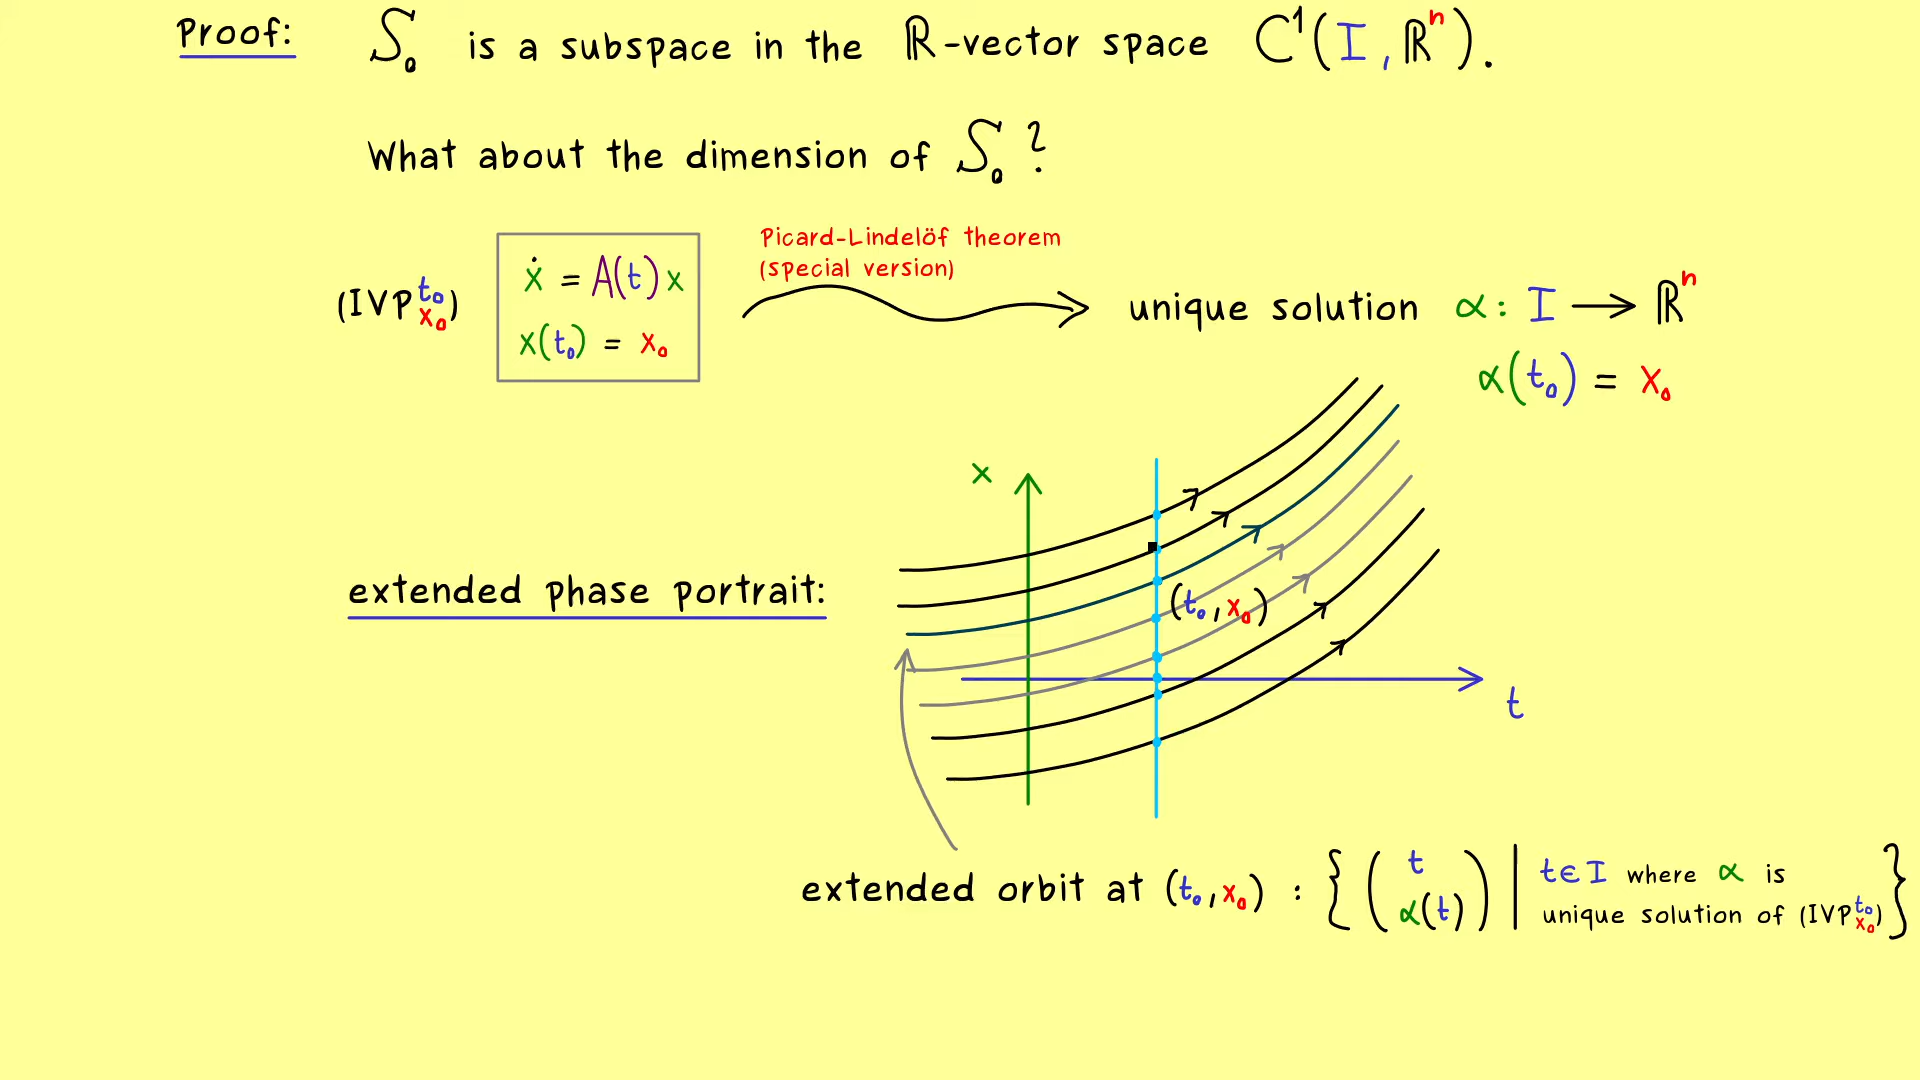 Proof: S₀ is a subspace in the ℝ-vector space C¹(I, ℝⁿ).
What about the dimension of S₀?
Picard-Lindelöf theorem
(special version)
(IVP^{t₀}_{x₀}) ẋ = A(t)x unique solution α: I ⟶ ℝⁿ
x(t₀) = x₀ α(t₀) = x₀
x
extended phase portrait: (t₀, x₀)
t
extended orbit at (t₀, x₀) : { ( t α(t) ) | t ∈ I where α is
unique solution of (IVP^{t₀}_{x₀}) }